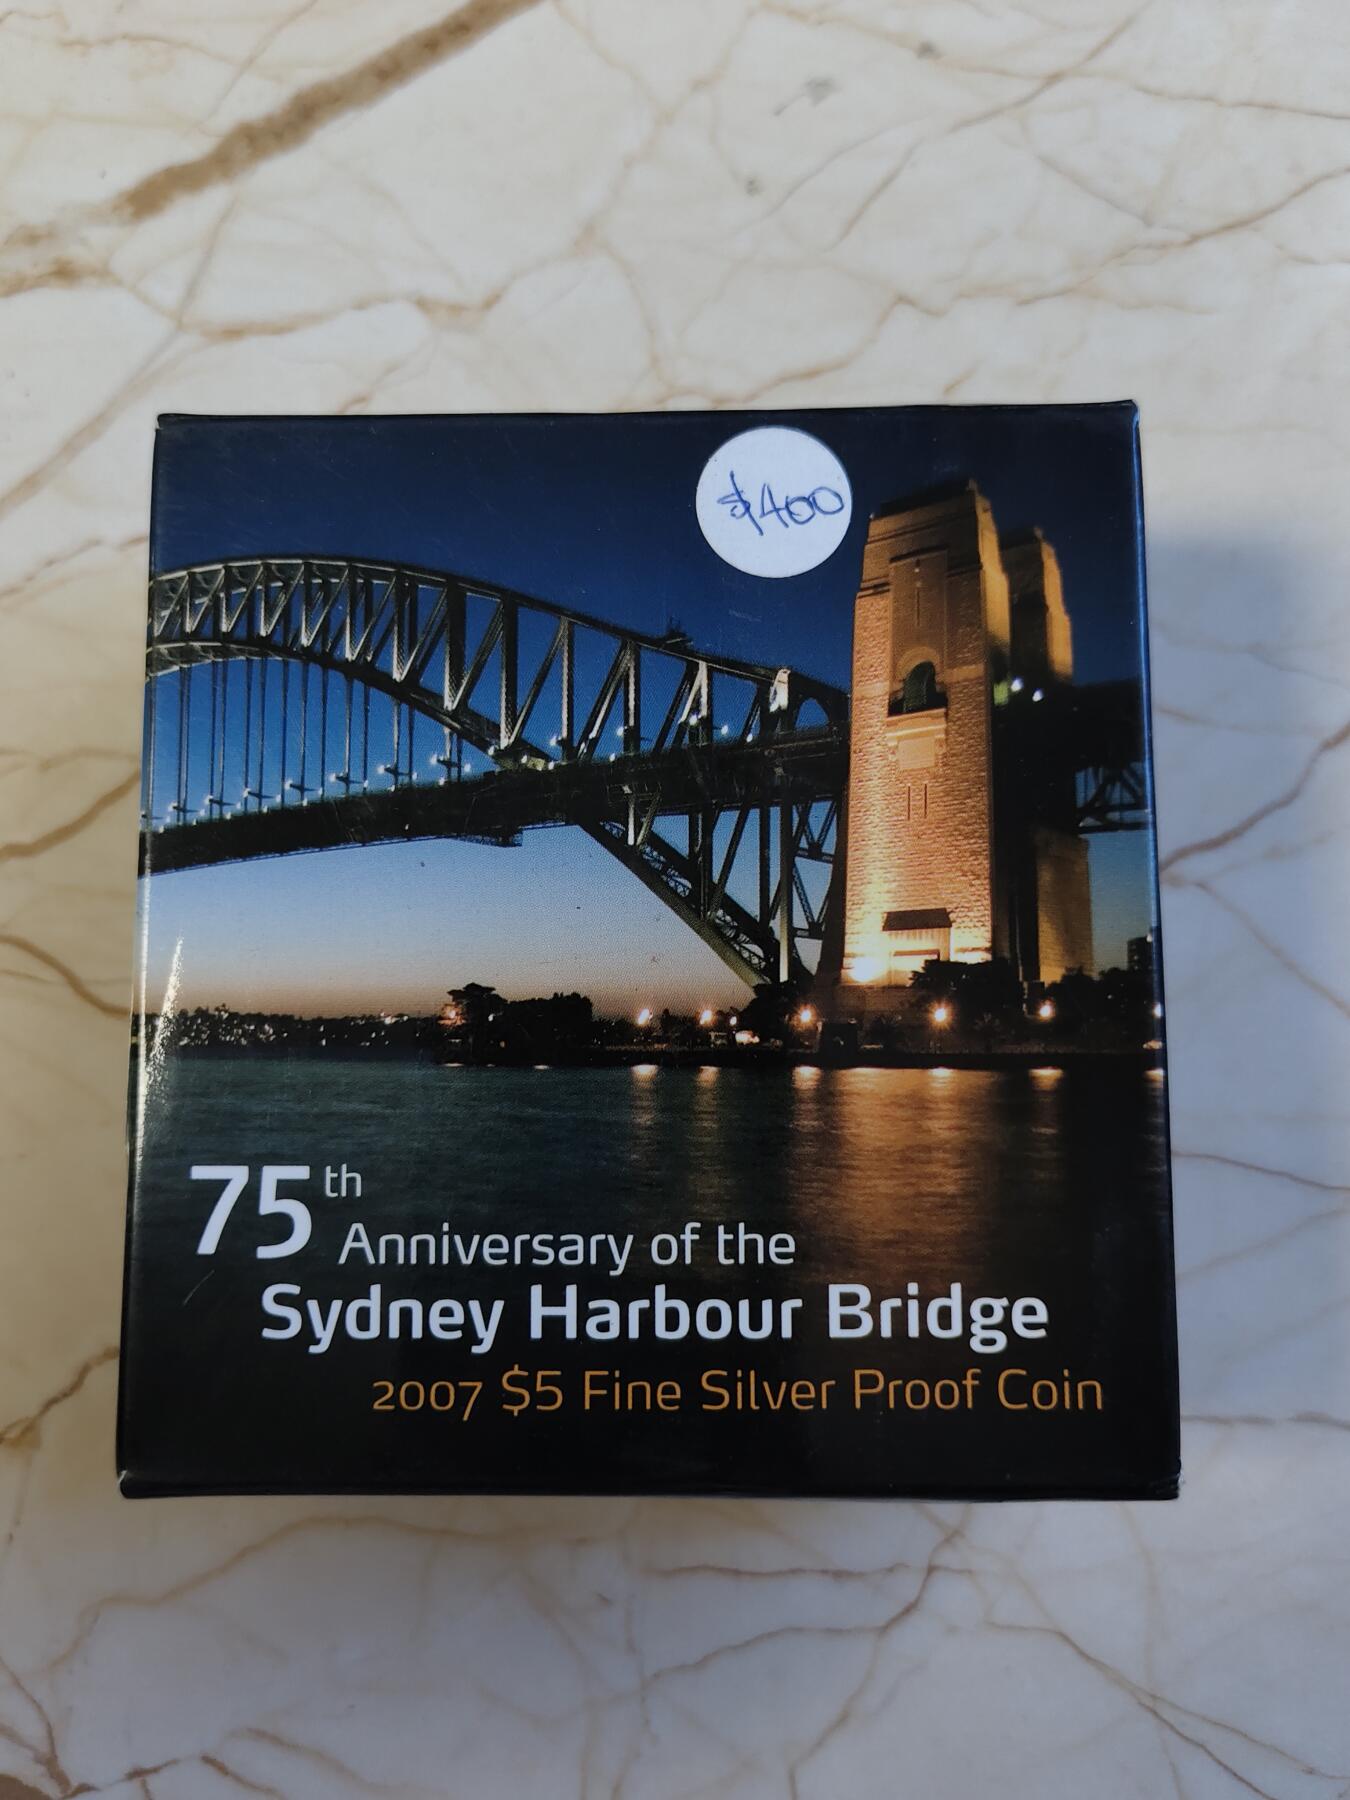 $400
75th
Anniversary of the
Sydney Harbour Bridge
2007 $5 Fine Silver Proof Coin